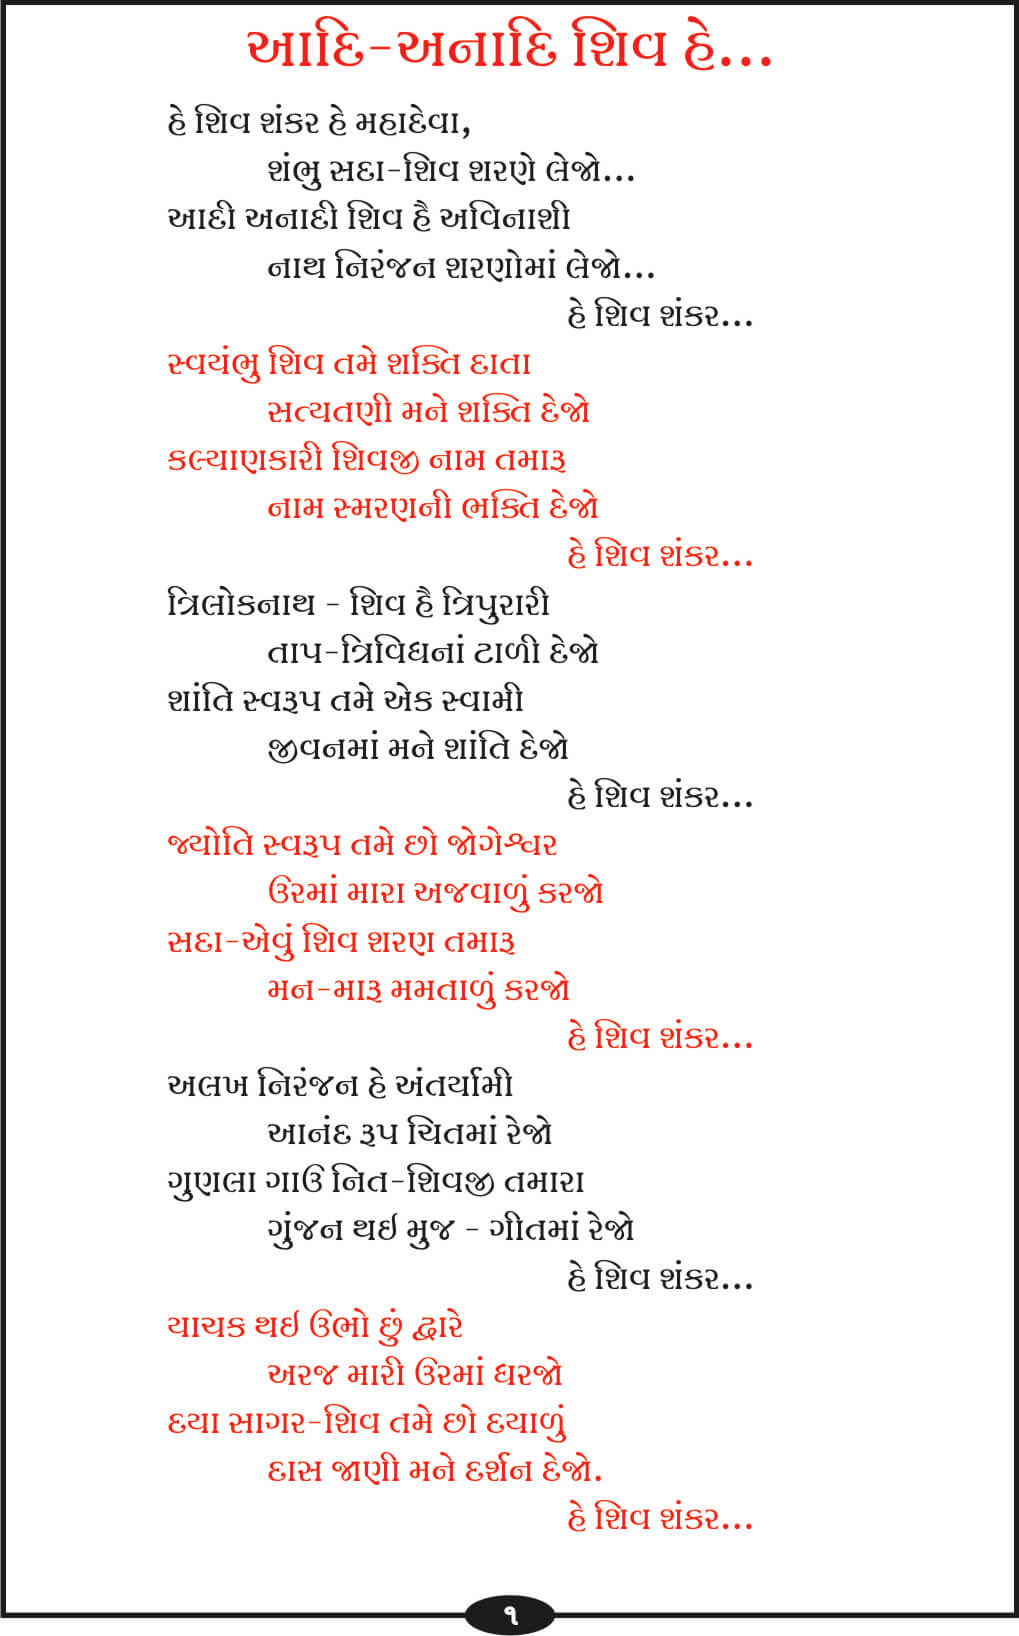 આદિ-અનાદિ શિવ હે...
હે શિવ શંકર હે મહાદેવા,
શંભુ સદા-શિવ શરણે લેજો...
આદી અનાદી શિવ હૈ અવિનાશી
નાથ નિરંજન શરણોમાં લેજો...
હે શિવ શંકર...
સ્વયંભુ શિવ તમે શક્તિ દાતા
સત્યતણી મને શક્તિ દેજો
કલ્યાણકારી શિવજી નામ તમારૂ
નામ સ્મરણની ભક્તિ દેજો
હે શિવ શંકર...
ત્રિલોકનાથ - શિવ હૈ ત્રિપુરારી
તાપ-ત્રિવિધનાં ટાળી દેજો
શાંતિ સ્વરૂપ તમે એક સ્વામી
જીવનમાં મને શાંતિ દેજો
હે શિવ શંકર...
જ્યોતિ સ્વરૂપ તમે છો જોગેશ્વર
ઉરમાં મારા અજવાળું કરજો
સદા-એવું શિવ શરણ તમારૂ
મન-મારૂ મમતાળું કરજો
હે શિવ શંકર...
અલખ નિરંજન હે અંતર્યામી
આનંદ રૂપ ચિતમાં રેજો
ગુણલા ગાઉ નિત-શિવજી તમારા
ગુંજન થઇ મુજ - ગીતમાં રેજો
હે શિવ શંકર...
યાચક થઇ ઉભો છું દ્વારે
અરજ મારી ઉરમાં ધરજો
દયા સાગર-શિવ તમે છો દયાળું
દાસ જાણી મને દર્શન દેજો.
હે શિવ શંકર...
૧